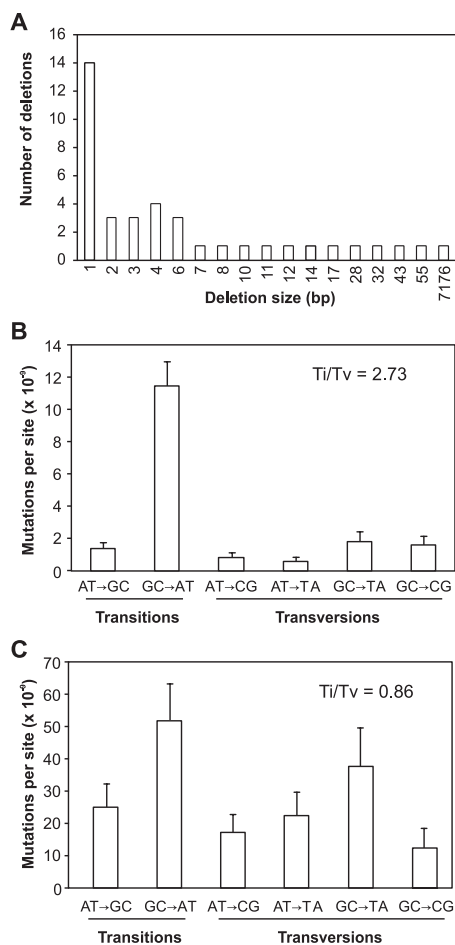 A
Number of deletions
16
14
12
10
8
6
4
2
0
1 2 3 4 6 7 8 10 11 12 14 17 28 32 43 55 7176
Deletion size (bp)
B
Mutations per site (x 10⁻⁹)
14
12
10
8
6
4
2
0
Ti/Tv = 2.73
AT→GC GC→AT AT→CG AT→TA GC→TA GC→CG
Transitions Transversions
C
Mutations per site (x 10⁻⁹)
70
60
50
40
30
20
10
0
Ti/Tv = 0.86
AT→GC GC→AT AT→CG AT→TA GC→TA GC→CG
Transitions Transversions